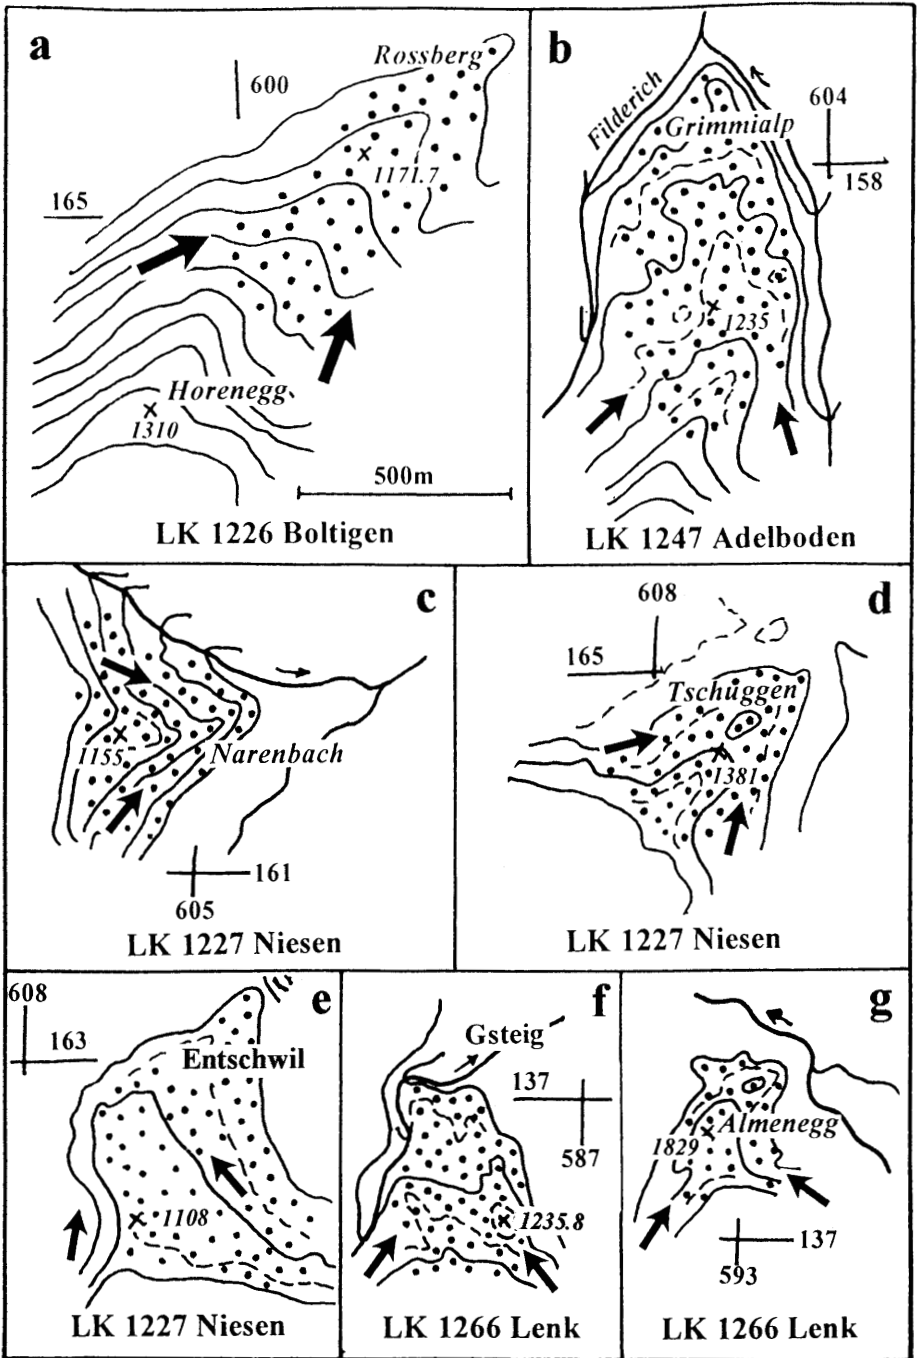 a
Rossberg
600
1171.7
165
Horenegg
1310
500m
LK 1226 Boltigen
b
Filderich
604
Grimmialp
158
1235
LK 1247 Adelboden
c
1155
Narenbach
161
605
LK 1227 Niesen
d
608
165
Tschuggen
1381
LK 1227 Niesen
e
608
163
Entschwil
1108
LK 1227 Niesen
f
Gsteig
137
587
1235.8
LK 1266 Lenk
g
Almenegg
1829
137
593
LK 1266 Lenk